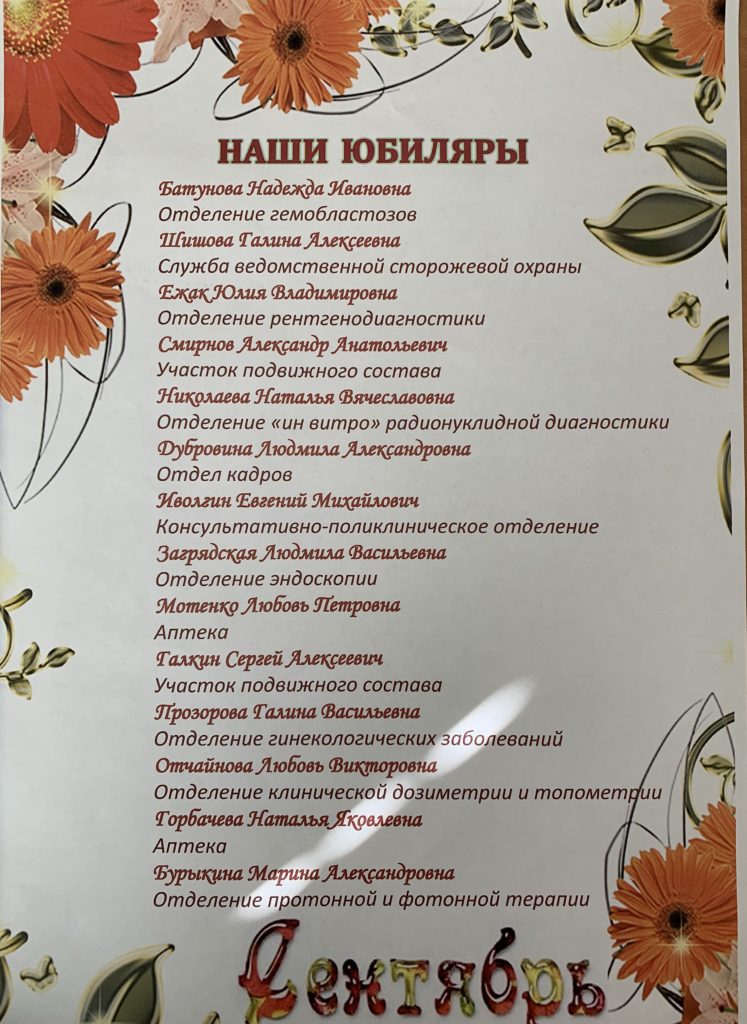 НАШИ ЮБИЛЯРЫ
Батунова Надежда Ивановна
Отделение гемобластозов
Шишова Галина Алексеевна
Служба ведомственной сторожевой охраны
Ежак Юлия Владимировна
Отделение рентгенодиагностики
Смирнов Александр Анатольевич
Участок подвижного состава
Николаева Наталья Вячеславовна
Отделение «ин витро» радионуклидной диагностики
Дубровина Людмила Александровна
Отдел кадров
Иволгин Евгений Михайлович
Консультативно-поликлиническое отделение
Загрядская Людмила Васильевна
Отделение эндоскопии
Мотенко Любовь Петровна
Аптека
Галкин Сергей Алексеевич
Участок подвижного состава
Прозорова Галина Васильевна
Отделение гинекологических заболеваний
Отчайнова Любовь Викторовна
Отделение клинической дозиметрии и топометрии
Горбачева Наталья Яковлевна
Аптека
Бурыкина Марина Александровна
Отделение протонной и фотонной терапии
Сентябрь